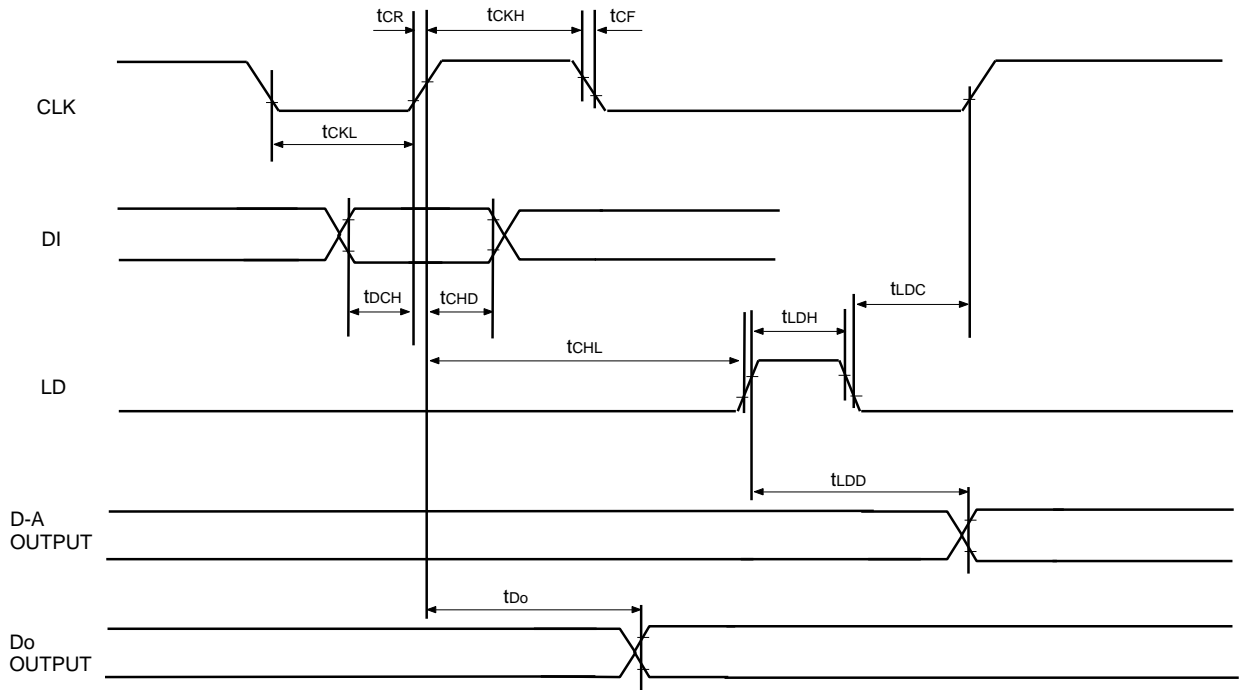 tCR
tCKH
tCF
CLK
tCKL
DI
tDCH
tCHD
tLDC
tLDH
tCHL
LD
tLDD
D-A
OUTPUT
tDo
Do
OUTPUT